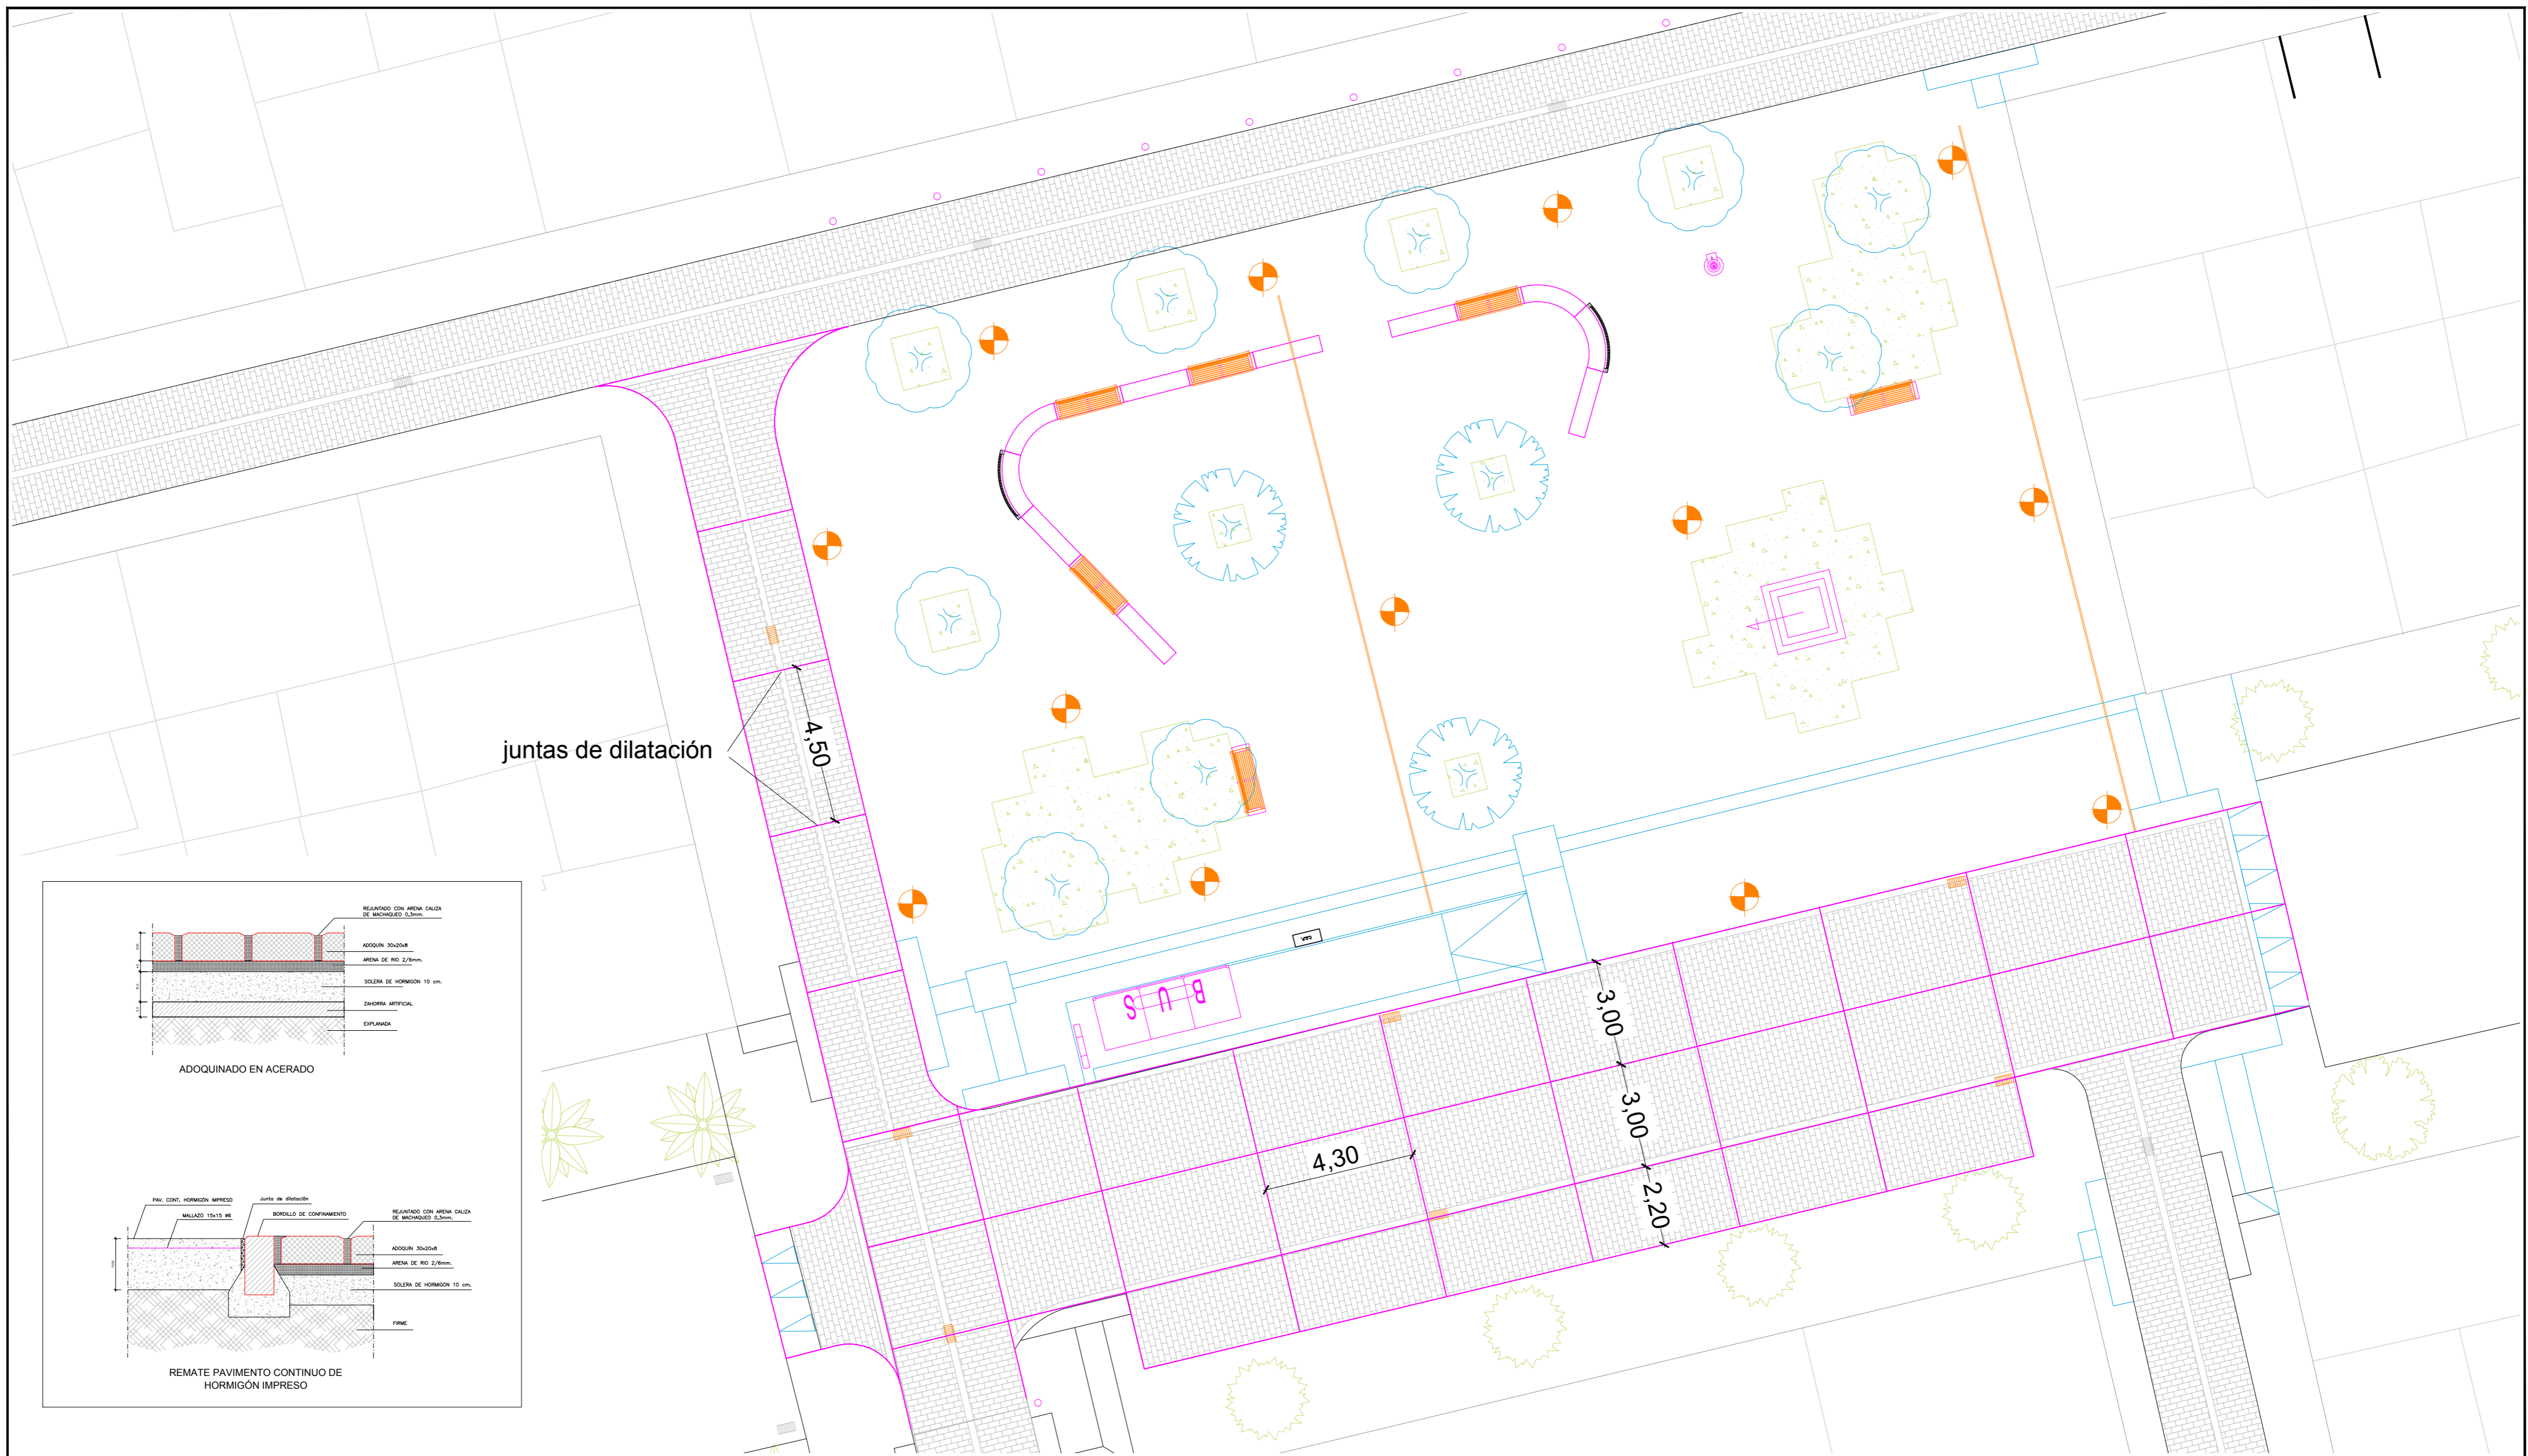 juntas de dilatación
4,50
3,00
3,00
2,20
4,30
BUS
REJUNTADO CON ARENA CALIZA
DE MACHAQUEO 0,3mm.
ADOQUÍN 30x20x8
ARENA DE RIO 2/6mm.
SOLERA DE HORMIGON 10 cm.
ZAHORRA ARTIFICIAL
EXPLANADA
ADOQUINADO EN ACERADO
PAV. CONT. HORMIGÓN IMPRESO
Junta de dilatación
MALLAZO 15x15 #6
BORDILLO DE CONFINAMIENTO
REJUNTADO CON ARENA CALIZA
DE MACHAQUEO 0,3mm.
ADOQUIN 30x20x8
ARENA DE RIO 2/6mm.
SOLERA DE HORMIGON 10 cm.
FIRME
REMATE PAVIMENTO CONTINUO DE
HORMIGÓN IMPRESO